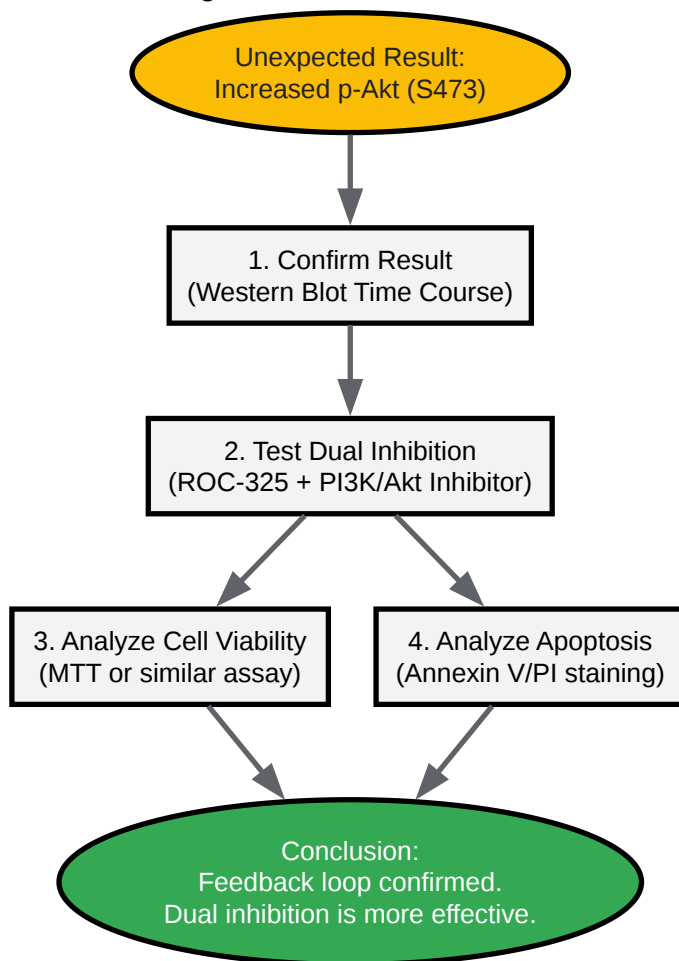 Unexpected Result:
Increased p-Akt (S473)
1. Confirm Result
(Western Blot Time Course)
2. Test Dual Inhibition
(ROC-325 + PI3K/Akt Inhibitor)
3. Analyze Cell Viability
(MTT or similar assay)
4. Analyze Apoptosis
(Annexin V/PI staining)
Conclusion:
Feedback loop confirmed.
Dual inhibition is more effective.